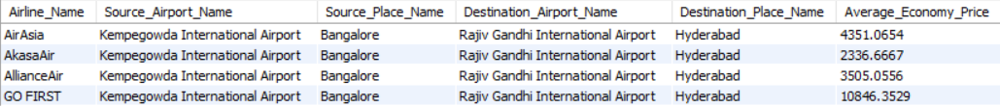 Airline_Name Source_Airport_Name Source_Place_Name Destination_Airport_Name Destination_Place_Name Average_Economy_Price
AirAsia Kempegowda International Airport Bangalore Rajiv Gandhi International Airport Hyderabad 4351.0654
AkasaAir Kempegowda International Airport Bangalore Rajiv Gandhi International Airport Hyderabad 2336.6667
AllianceAir Kempegowda International Airport Bangalore Rajiv Gandhi International Airport Hyderabad 3505.0556
GO FIRST Kempegowda International Airport Bangalore Rajiv Gandhi International Airport Hyderabad 10846.3529